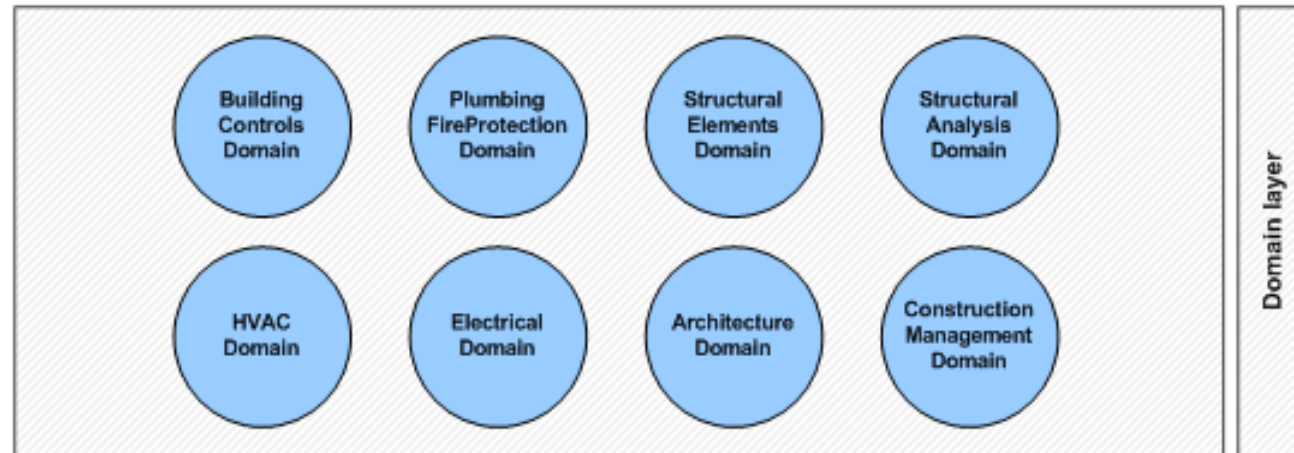 Building
Controls
Domain
Plumbing
FireProtection
Domain
Structural
Elements
Domain
Structural
Analysis
Domain
HVAC
Domain
Electrical
Domain
Architecture
Domain
Construction
Management
Domain
Domain layer